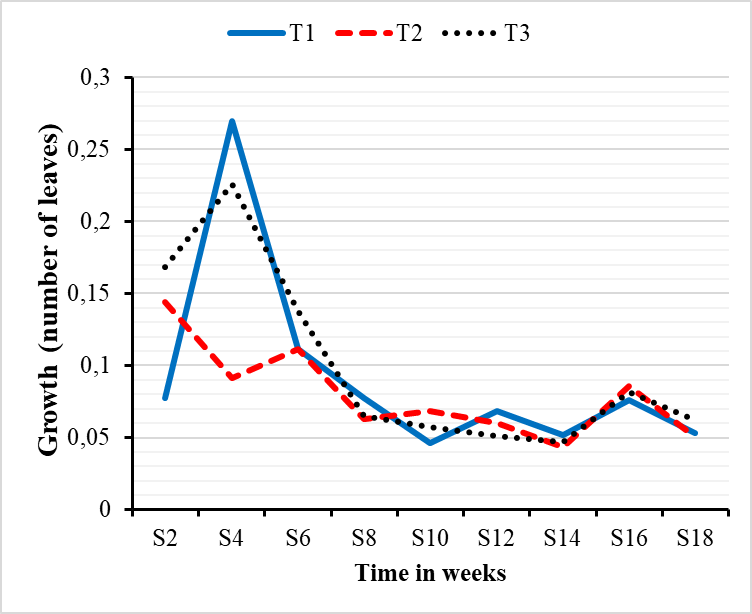 T1 T2 T3
0,3
0,25
0,2
0,15
0,1
0,05
0
Growth (number of leaves)
S2 S4 S6 S8 S10 S12 S14 S16 S18
Time in weeks